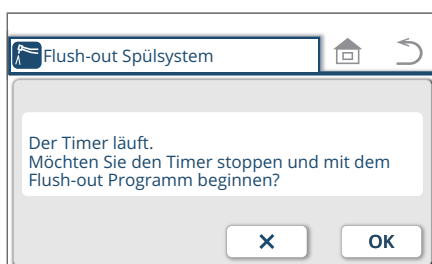 Flush-out Spülsystem
Der Timer läuft.
Möchten Sie den Timer stoppen und mit dem
Flush-out Programm beginnen?
OK